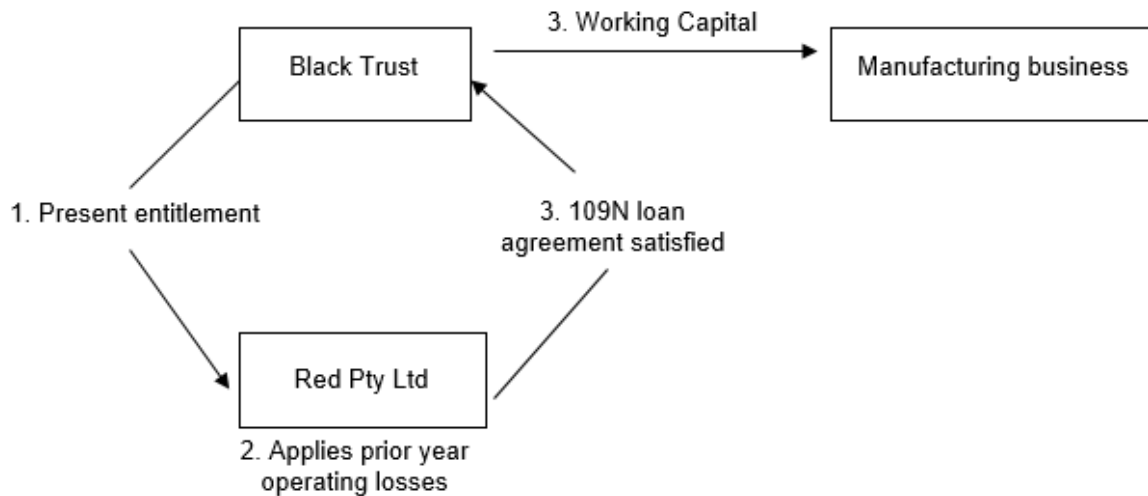 3. Working Capital
Black Trust
Manufacturing business
1. Present entitlement
3. 109N loan
agreement satisfied
Red Pty Ltd
2. Applies prior year
operating losses